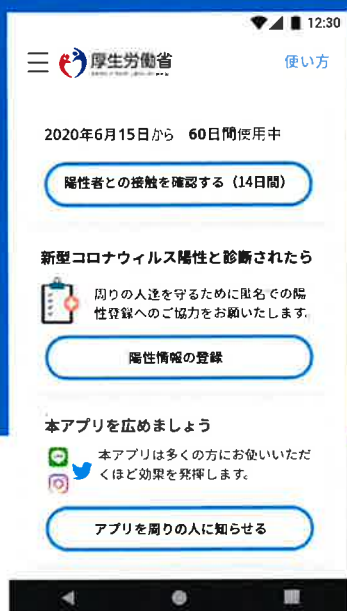 12:30
厚生労働省
使い方
2020年6月15日から 60日間使用中
陽性者との接触を確認する（14日間）
新型コロナウィルス陽性と診断されたら
周りの人達を守るために匿名での陽
性登録へのご協力をお願いいたします。
陽性情報の登録
本アプリを広めましょう
本アプリは多くの方にお使いいただ
くほど効果を発揮します。
アプリを周りの人に知らせる